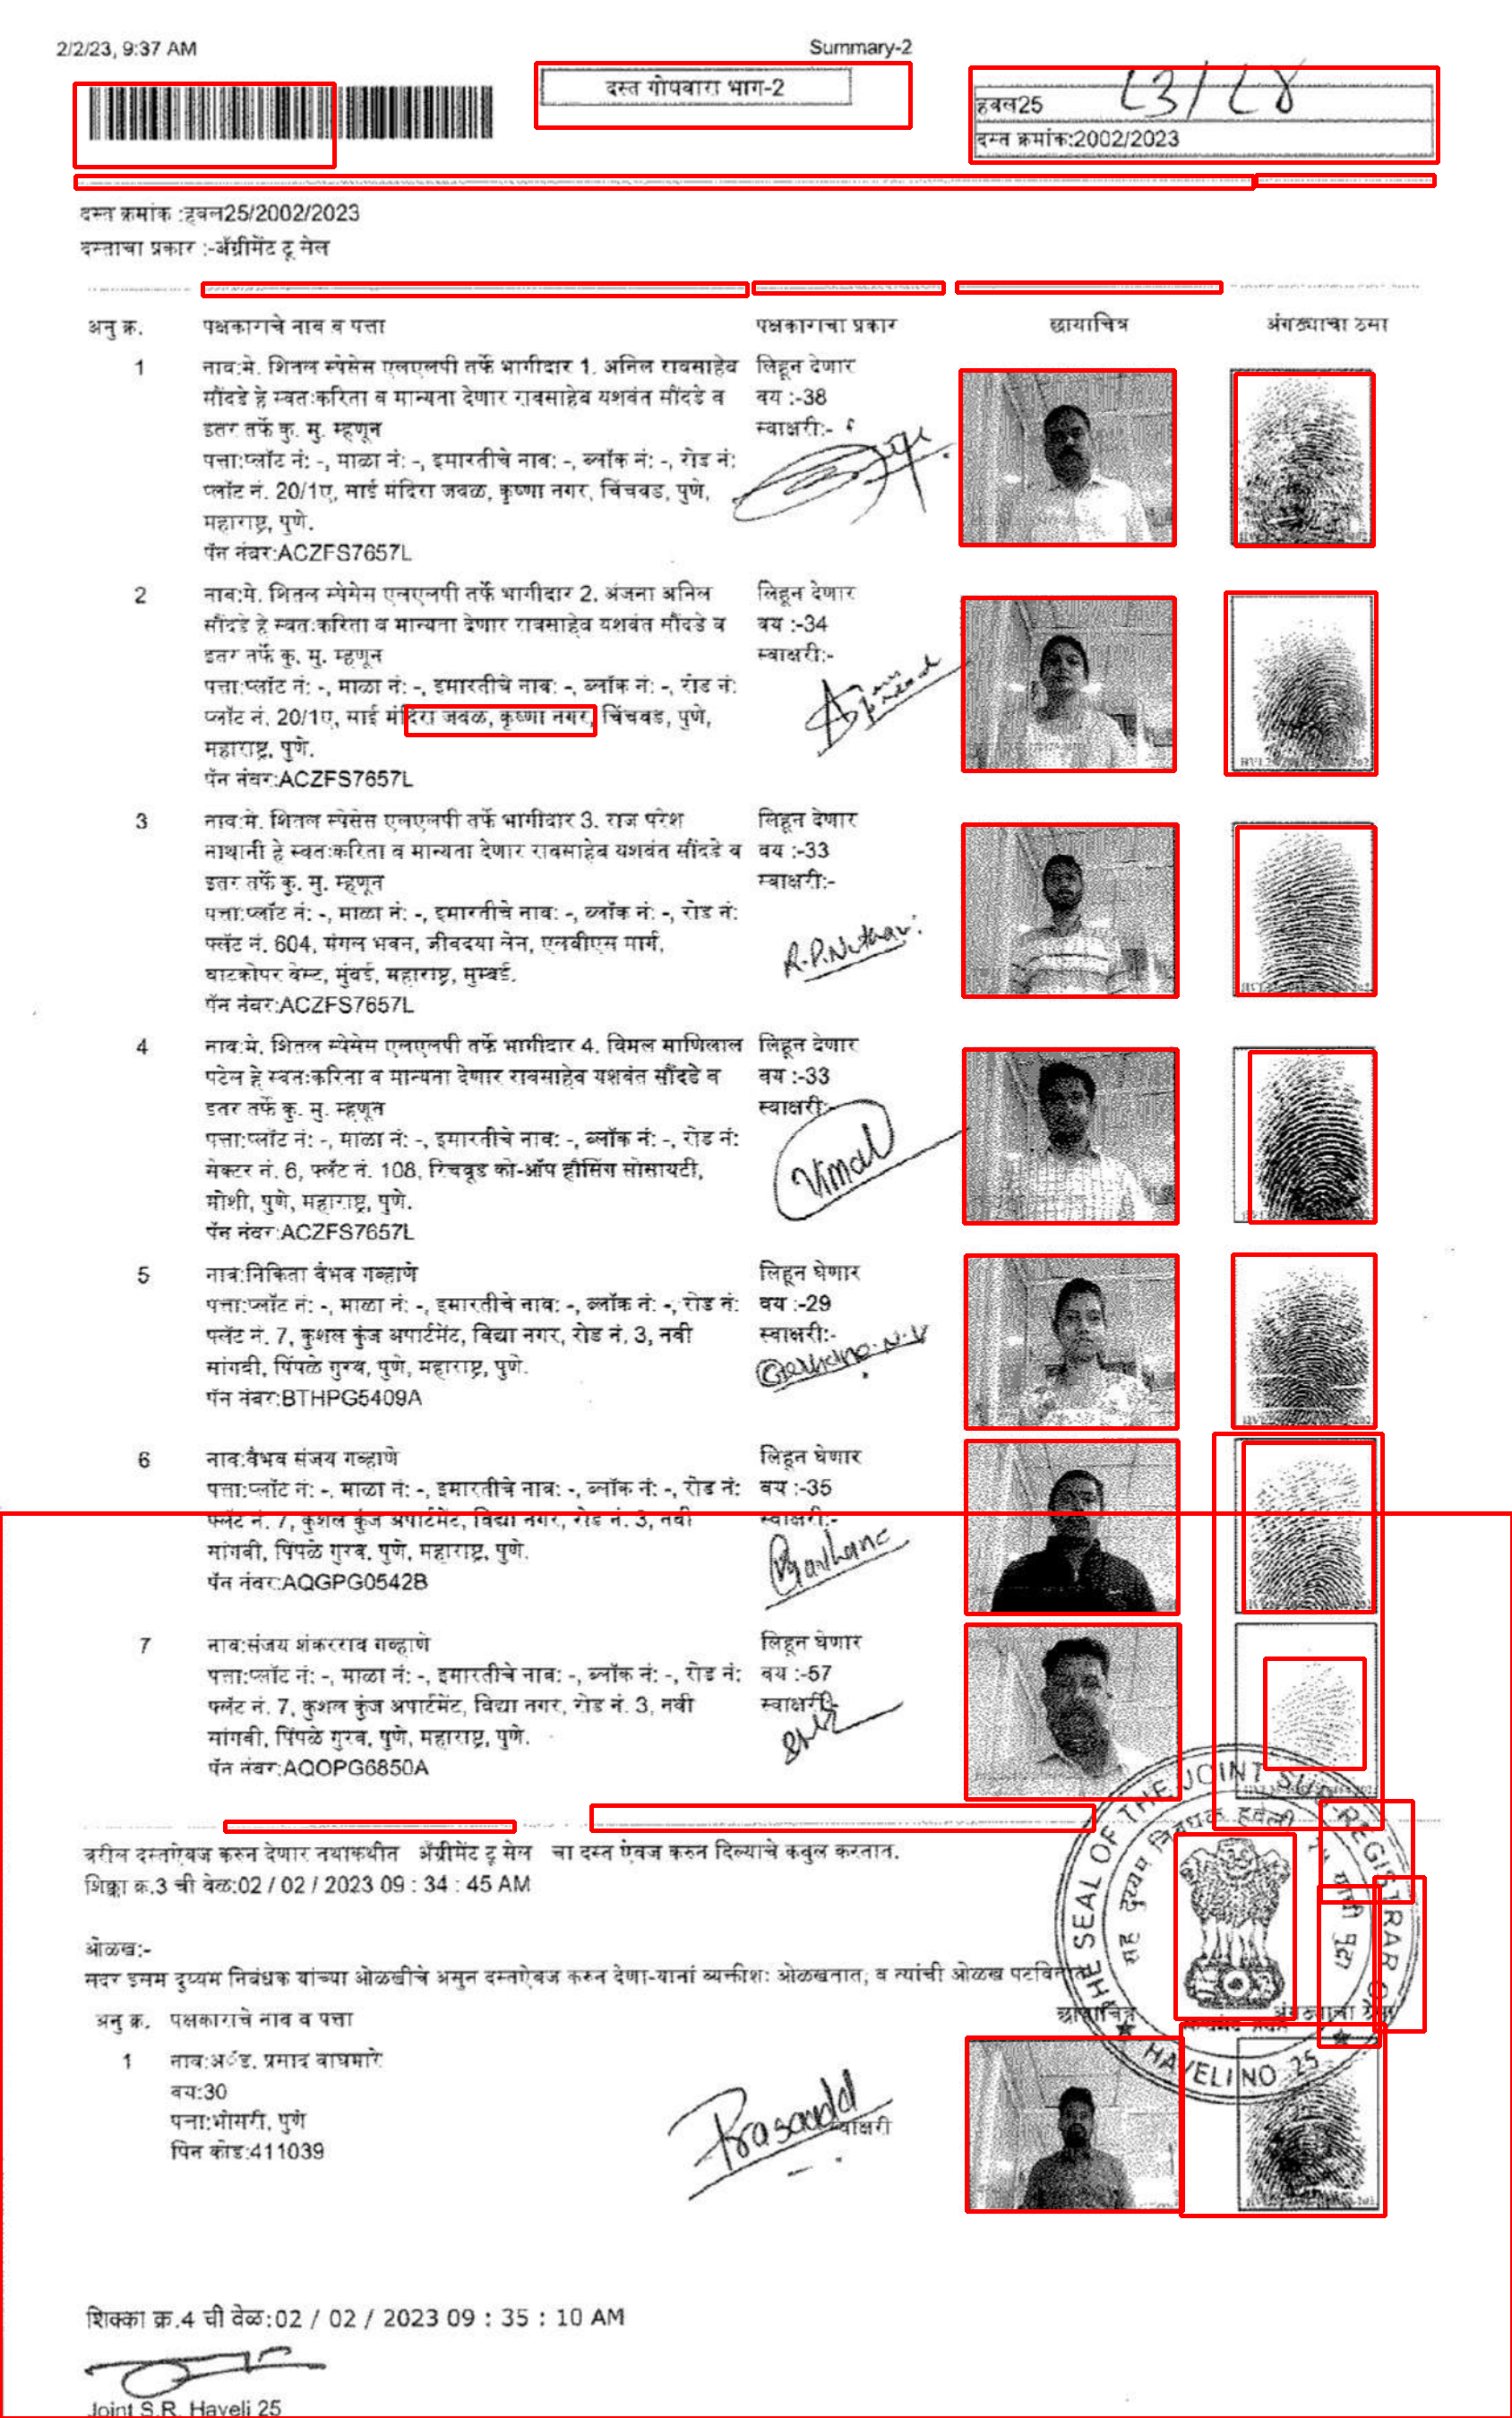 2/2/23, 9:37 AM
Summary-2
दस्त गोषवारा भाग-2
हवल25
दस्त क्रमांक:2002/2023
दस्त क्रमांक :हवल25/2002/2023
दस्ताचा प्रकार :-अ‍ॅग्रीमेंट टू सेल
अनु क्र. पक्षकाराचे नाव व पत्ता पक्षकाराचा प्रकार छायाचित्र अंगठ्याचा ठसा
1 नाव:मे. शितल स्पेसेस एलएलपी तर्फे भागीदार 1. अनिल रावसाहेब लिहून देणार
सौंदडे हे स्वतःकरिता व मान्यता देणार रावसाहेब यशवंत सौंदडे व वय :-38
इतर तर्फे कु. मु. म्हणून स्वाक्षरी:-
पत्ता:प्लॉट नं: -, माळा नं: -, इमारतीचे नाव: -, ब्लॉक नं: -, रोड नं:
प्लॉट नं. 20/1ए, साई मंदिरा जवळ, कृष्णा नगर, चिंचवड, पुणे,
महाराष्ट्र, पुणे.
पॅन नंबर:ACZFS7657L
2 नाव:मे. शितल स्पेसेस एलएलपी तर्फे भागीदार 2. अंजना अनिल लिहून देणार
सौंदडे हे स्वतःकरिता व मान्यता देणार रावसाहेब यशवंत सौंदडे व वय :-34
इतर तर्फे कु. मु. म्हणून स्वाक्षरी:-
पत्ता:प्लॉट नं: -, माळा नं: -, इमारतीचे नाव: -, ब्लॉक नं: -, रोड नं:
प्लॉट नं. 20/1ए, साई मंदिरा जवळ, कृष्णा नगर, चिंचवड, पुणे,
महाराष्ट्र, पुणे.
पॅन नंबर:ACZFS7657L
3 नाव:मे. शितल स्पेसेस एलएलपी तर्फे भागीदार 3. राज परेश लिहून देणार
नाथानी हे स्वतःकरिता व मान्यता देणार रावसाहेब यशवंत सौंदडे व वय :-33
इतर तर्फे कु. मु. म्हणून स्वाक्षरी:-
पत्ता:प्लॉट नं: -, माळा नं: -, इमारतीचे नाव: -, ब्लॉक नं: -, रोड नं:
फ्लॅट नं. 604, मंगल भवन, जीवदया लेन, एलबीएस मार्ग,
घाटकोपर वेस्ट, मुंबई, महाराष्ट्र, मुम्बई.
पॅन नंबर:ACZFS7657L
R.P.Nathani
4 नाव:मे. शितल स्पेसेस एलएलपी तर्फे भागीदार 4. विमल माणिलाल लिहून देणार
पटेल हे स्वतःकरिता व मान्यता देणार रावसाहेब यशवंत सौंदडे व वय :-33
इतर तर्फे कु. मु. म्हणून स्वाक्षरी:-
पत्ता:प्लॉट नं: -, माळा नं: -, इमारतीचे नाव: -, ब्लॉक नं: -, रोड नं:
सेक्टर नं. 6, फ्लॅट नं. 108, रिचवूड को-ऑप हौसिंग सोसायटी,
मोशी, पुणे, महाराष्ट्र, पुणे.
पॅन नंबर:ACZFS7657L
Vimal
5 नाव:निकिता वैभव गव्हाणे लिहून घेणार
पत्ता:प्लॉट नं: -, माळा नं: -, इमारतीचे नाव: -, ब्लॉक नं: -, रोड नं: वय :-29
फ्लॅट नं. 7, कुशल कुंज अपार्टमेंट, विद्या नगर, रोड नं. 3, नवी स्वाक्षरी:-
सांगवी, पिंपळे गुरव, पुणे, महाराष्ट्र, पुणे.
पॅन नंबर:BTHPG5409A
6 नाव:वैभव संजय गव्हाणे लिहून घेणार
पत्ता:प्लॉट नं: -, माळा नं: -, इमारतीचे नाव: -, ब्लॉक नं: -, रोड नं: वय :-35
फ्लॅट नं. 7, कुशल कुंज अपार्टमेंट, विद्या नगर, रोड नं. 3, नवी स्वाक्षरी:-
सांगवी, पिंपळे गुरव, पुणे, महाराष्ट्र, पुणे.
पॅन नंबर:AQGPG0542B
7 नाव:संजय शंकरराव गव्हाणे लिहून घेणार
पत्ता:प्लॉट नं: -, माळा नं: -, इमारतीचे नाव: -, ब्लॉक नं: -, रोड नं: वय :-57
फ्लॅट नं. 7, कुशल कुंज अपार्टमेंट, विद्या नगर, रोड नं. 3, नवी स्वाक्षरी:-
सांगवी, पिंपळे गुरव, पुणे, महाराष्ट्र, पुणे.
पॅन नंबर:AQOPG6850A
THE SEAL OF THE JOINT SUB-REGISTRAR
HAVELI NO 25
वरील दस्तऐवज करुन देणार तथाकथीत अ‍ॅग्रीमेंट टू सेल चा दस्त ऐवज करुन दिल्याचे कबुल करतात.
शिक्का क्र.3 ची वेळ:02 / 02 / 2023 09 : 34 : 45 AM
ओळख:-
सदर इसम दुय्यम निबंधक यांच्या ओळखीचे असुन दस्तऐवज करुन देणा-यानां व्यक्तीशः ओळखतात, व त्यांची ओळख पटवितात
अनु क्र. पक्षकाराचे नाव व पत्ता छायाचित्र अंगठ्याचा ठसा
1 नाव:अॅड. प्रसाद वाघमारे
वय:30
पत्ता:भोसरी, पुणे
पिन कोड:411039
स्वाक्षरी
शिक्का क्र.4 ची वेळ:02 / 02 / 2023 09 : 35 : 10 AM
Joint S.R. Haveli 25